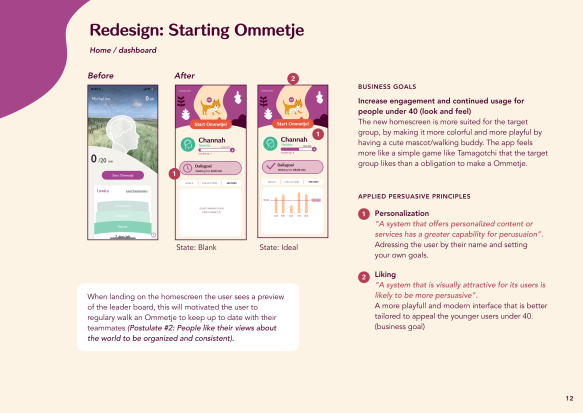 Redesign: Starting Ommetje
Home / dashboard
Before
After
0
0 /20
Start Ommetje!
Levels
2
Start Ommetje!
Channah
1
Dailygoal
State: Blank
Start Ommetje!
1
Channah
Dailygoal
State: Ideal
When landing on the homescreen the user sees a preview
of the leader board, this will motivated the user to
regulary walk an Ommetje to keep up to date with their
teammates (Postulate #2: People like their views about
the world to be organized and consistent).
BUSINESS GOALS
Increase engagement and continued usage for
people under 40 (look and feel)
The new homescreen is more suited for the target
group, by making it more colorful and more playful by
having a cute mascot/walking buddy. The app feels
more like a simple game like Tamagotchi that the target
group likes than a obligation to make a Ommetje.
APPLIED PERSUASIVE PRINCIPLES
1 Personalization
“A system that offers personalized content or
services has a greater capability for perusuaion”.
Adressing the user by their name and setting
your own goals.
2 Liking
“A system that is visually attractive for its users is
likely to be more persuasive”.
A more playfull and modern interface that is better
tailored to appeal the younger users under 40.
(business goal)
12